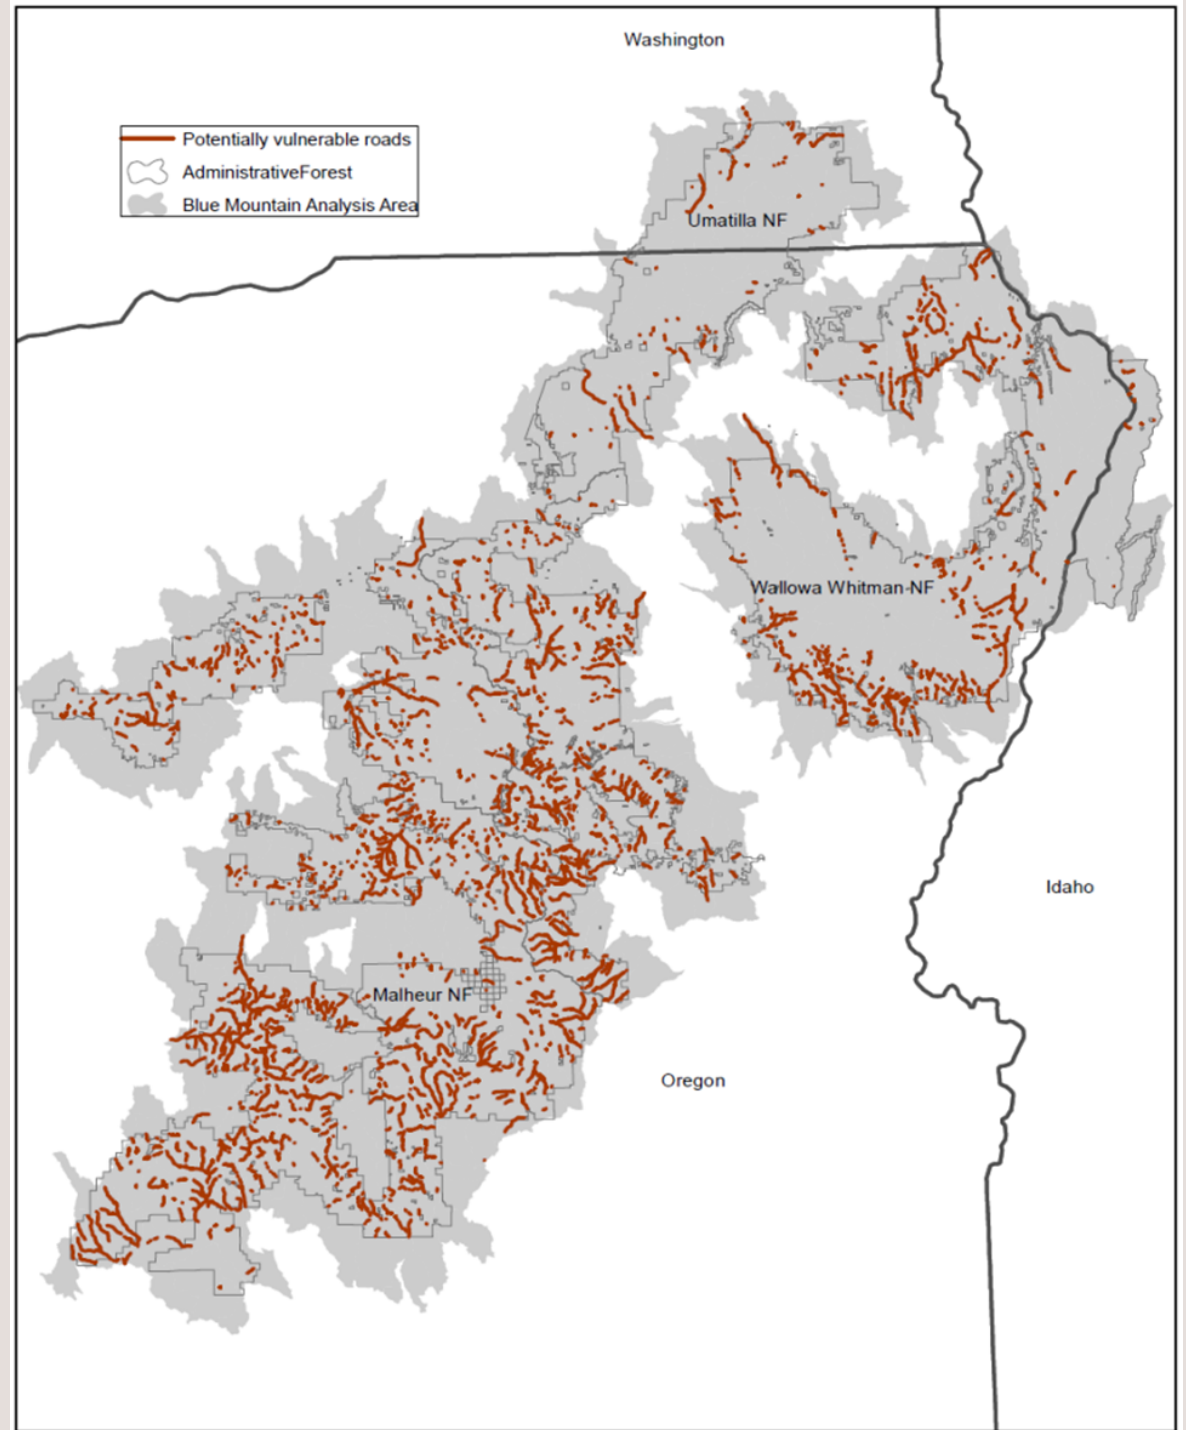 Washington
Potentially vulnerable roads
AdministrativeForest
Blue Mountain Analysis Area
Umatilla NF
Wallowa Whitman-NF
Idaho
Malheur NF
Oregon